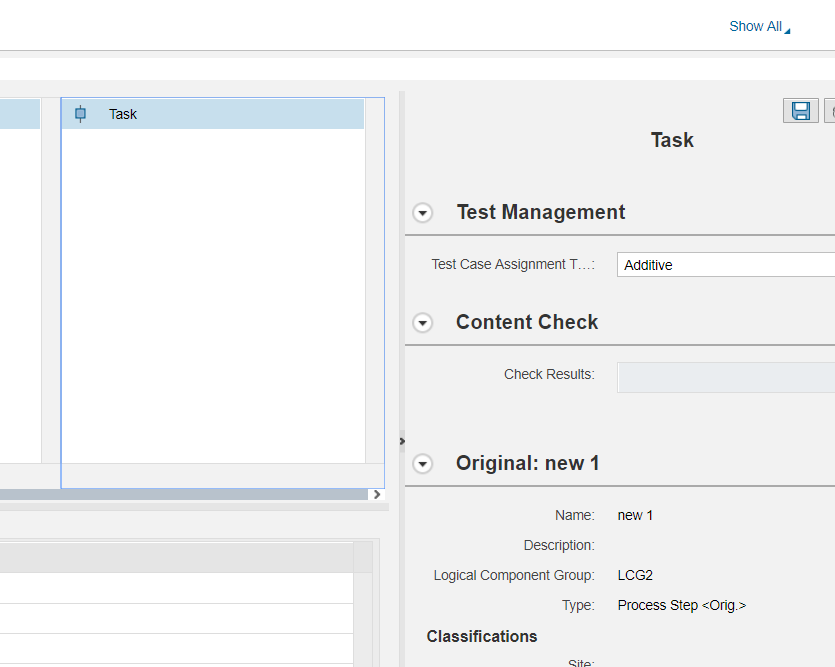 Show All
Task
Task
Test Management
Test Case Assignment T...: Additive
Content Check
Check Results:
Original: new 1
Name: new 1
Description:
Logical Component Group: LCG2
Type: Process Step <Orig.>
Classifications
Site: